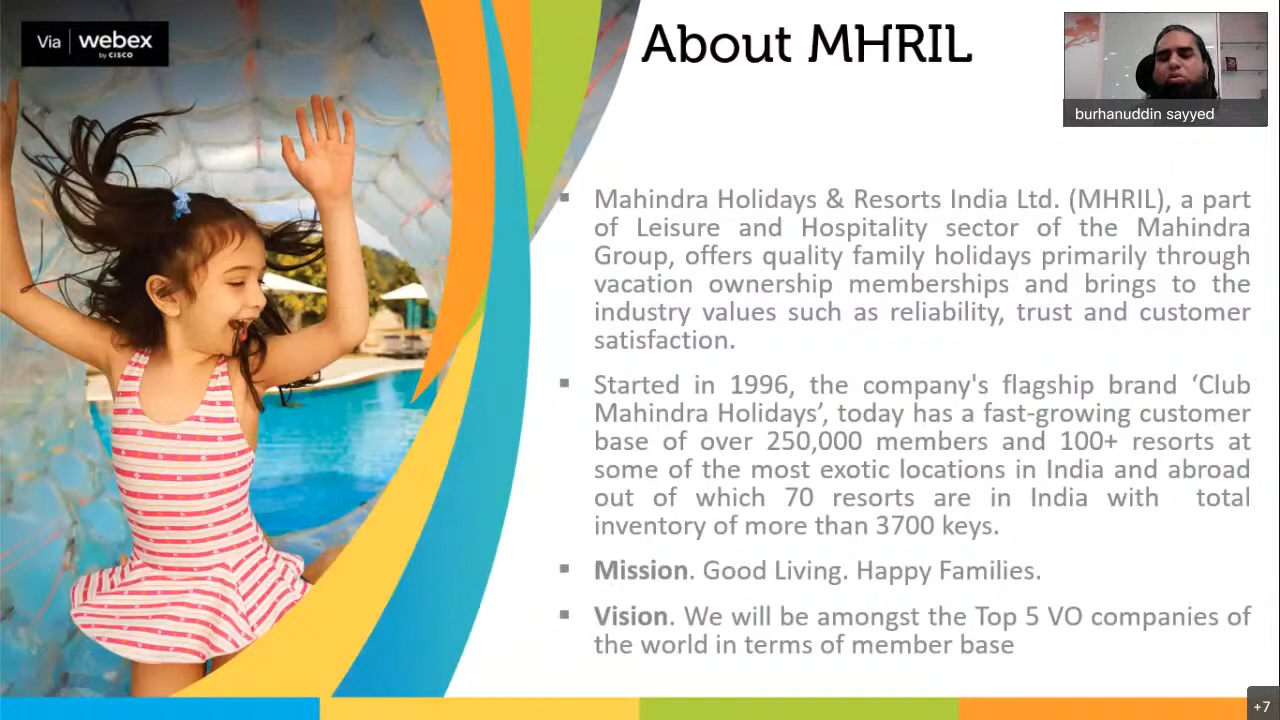 Via webex
by CISCO
About MHRIL
burhanuddin sayyed
▪ Mahindra Holidays & Resorts India Ltd. (MHRIL), a part
of Leisure and Hospitality sector of the Mahindra
Group, offers quality family holidays primarily through
vacation ownership memberships and brings to the
industry values such as reliability, trust and customer
satisfaction.
▪ Started in 1996, the company's flagship brand ‘Club
Mahindra Holidays’, today has a fast-growing customer
base of over 250,000 members and 100+ resorts at
some of the most exotic locations in India and abroad
out of which 70 resorts are in India with total
inventory of more than 3700 keys.
▪ Mission. Good Living. Happy Families.
▪ Vision. We will be amongst the Top 5 VO companies of
the world in terms of member base
+7